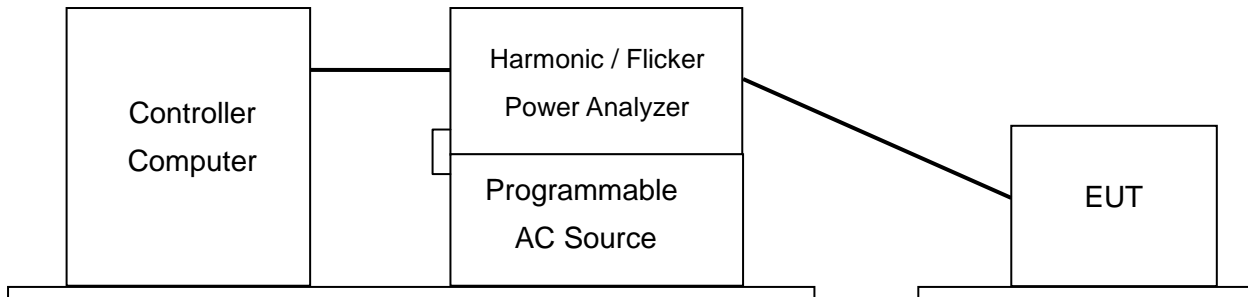 Controller
Computer
Harmonic / Flicker
Power Analyzer
Programmable
AC Source
EUT